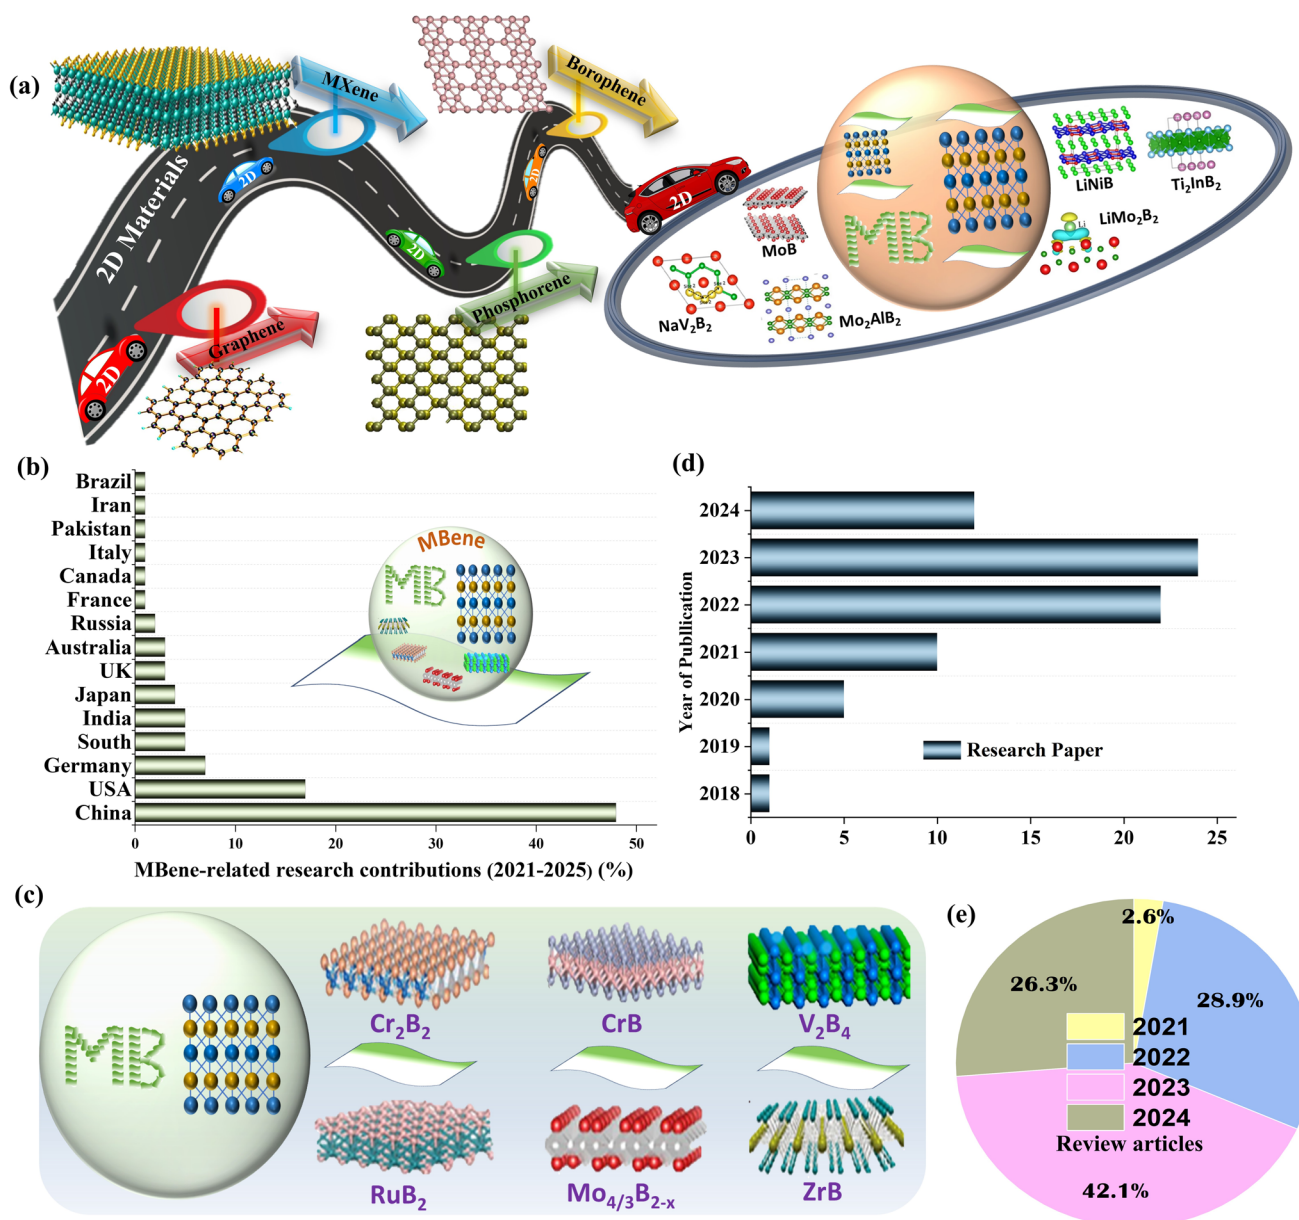 (a)
MXene
Borophene
2D Materials
2D
2D
2D
2D
2D
Graphene
Phosphorene
MB
MoB
NaV₂B₂
Mo₂AlB₂
LiNiB
Ti₂InB₂
LiMo₂B₂
Li
(b)
Brazil
Iran
Pakistan
Italy
Canada
France
Russia
Australia
UK
Japan
India
South
Germany
USA
China
0 10 20 30 40 50
MBene-related research contributions (2021-2025) (%)
MBene
MB
(d)
Year of Publlication
2024
2023
2022
2021
2020
2019
2018
Research Paper
0 5 10 15 20 25
(c)
MB
Cr₂B₂
CrB
V₂B₄
RuB₂
Mo₄/₃B₂₋ₓ
ZrB
(e)
2.6%
28.9%
26.3%
42.1%
2021
2022
2023
2024
Review articles